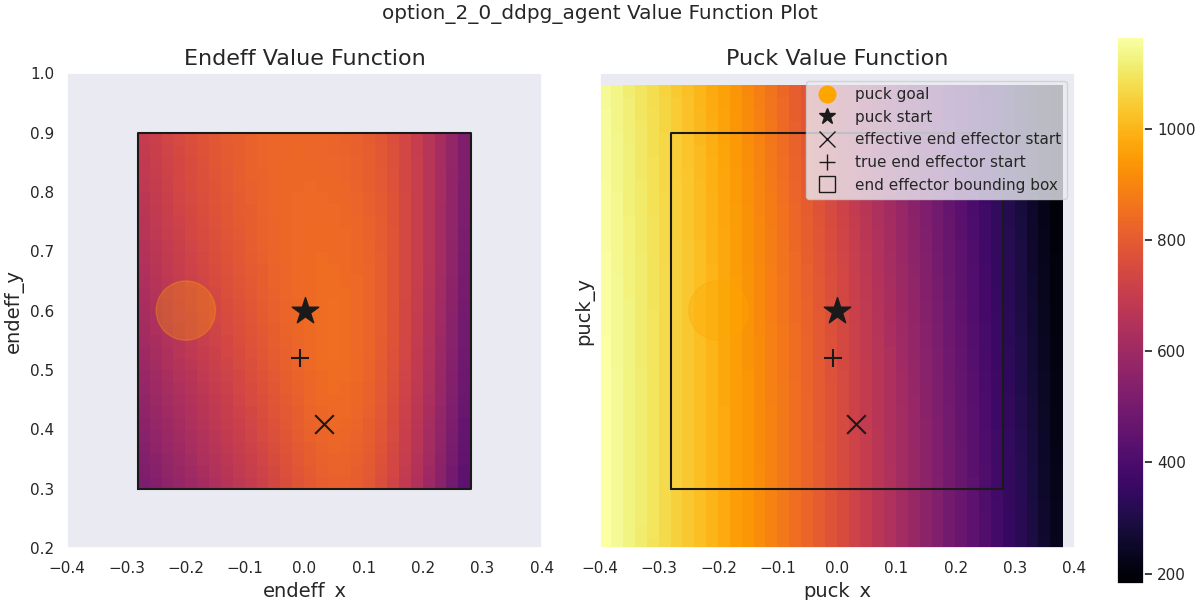 option_2_0_ddpg_agent Value Function Plot
Endeff Value Function
Puck Value Function
1.0
0.9
0.8
0.7
0.6
0.5
0.4
0.3
0.2
endeff_y
−0.4 −0.3 −0.2 −0.1 0.0 0.1 0.2 0.3 0.4
endeff_x
puck_y
puck goal
puck start
effective end effector start
true end effector start
end effector bounding box
−0.4 −0.3 −0.2 −0.1 0.0 0.1 0.2 0.3 0.4
puck_x
1000
800
600
400
200